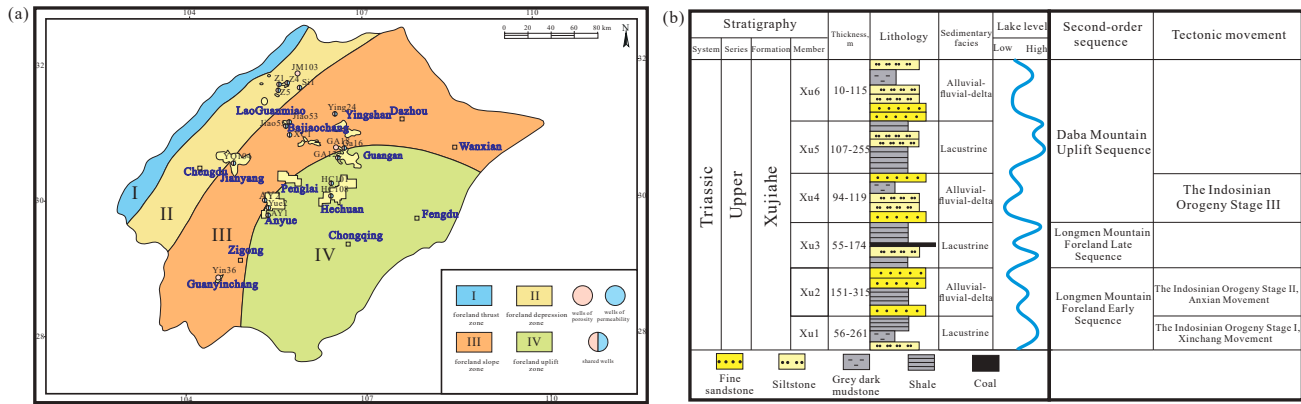 (a)
104
107
110
0 20 40 60 80 km
N
32
JM103
Z1
Z4
Z5
LaoGuanmiao
Ying24
Yingshan
Dazhou
Jiao53
Bajiaochang
Wanxian
Guangan
Chengdu
Jianyang
Penglai
HC101
HC108
Hechuan
Anyue
AY1
Fengdu
Chongqing
Zigong
Yin36
Guanyinchang
I
II
III
IV
30
28
I
foreland thrust
zone
II
foreland depression
zone
wells of
porosity
wells of
permeability
III
foreland slope
zone
IV
foreland uplift
zone
shared wells
104
107
110
(b)
Stratigraphy
Thickness,
m
Lithology
Sedimentary
facies
Lake level
Low High
Second-order
sequence
Tectonic movement
System Series Formation Member
Triassic
Upper
Xujiahe
Xu6
10-115
Alluvial-
fluvial-delta
Xu5
107-255
Lacustrine
Daba Mountain
Uplift Sequence
Xu4
94-119
Alluvial-
fluvial-delta
The Indosinian
Orogeny Stage III
Xu3
55-174
Lacustrine
Longmen Mountain
Foreland Late
Sequence
Xu2
151-315
Alluvial-
fluvial-delta
Longmen Mountain
Foreland Early
Sequence
The Indosinian Orogeny Stage II,
Anxian Movement
Xu1
56-261
Lacustrine
The Indosinian Orogeny Stage I,
Xinchang Movement
Fine
sandstone
Siltstone
Grey dark
mudstone
Shale
Coal